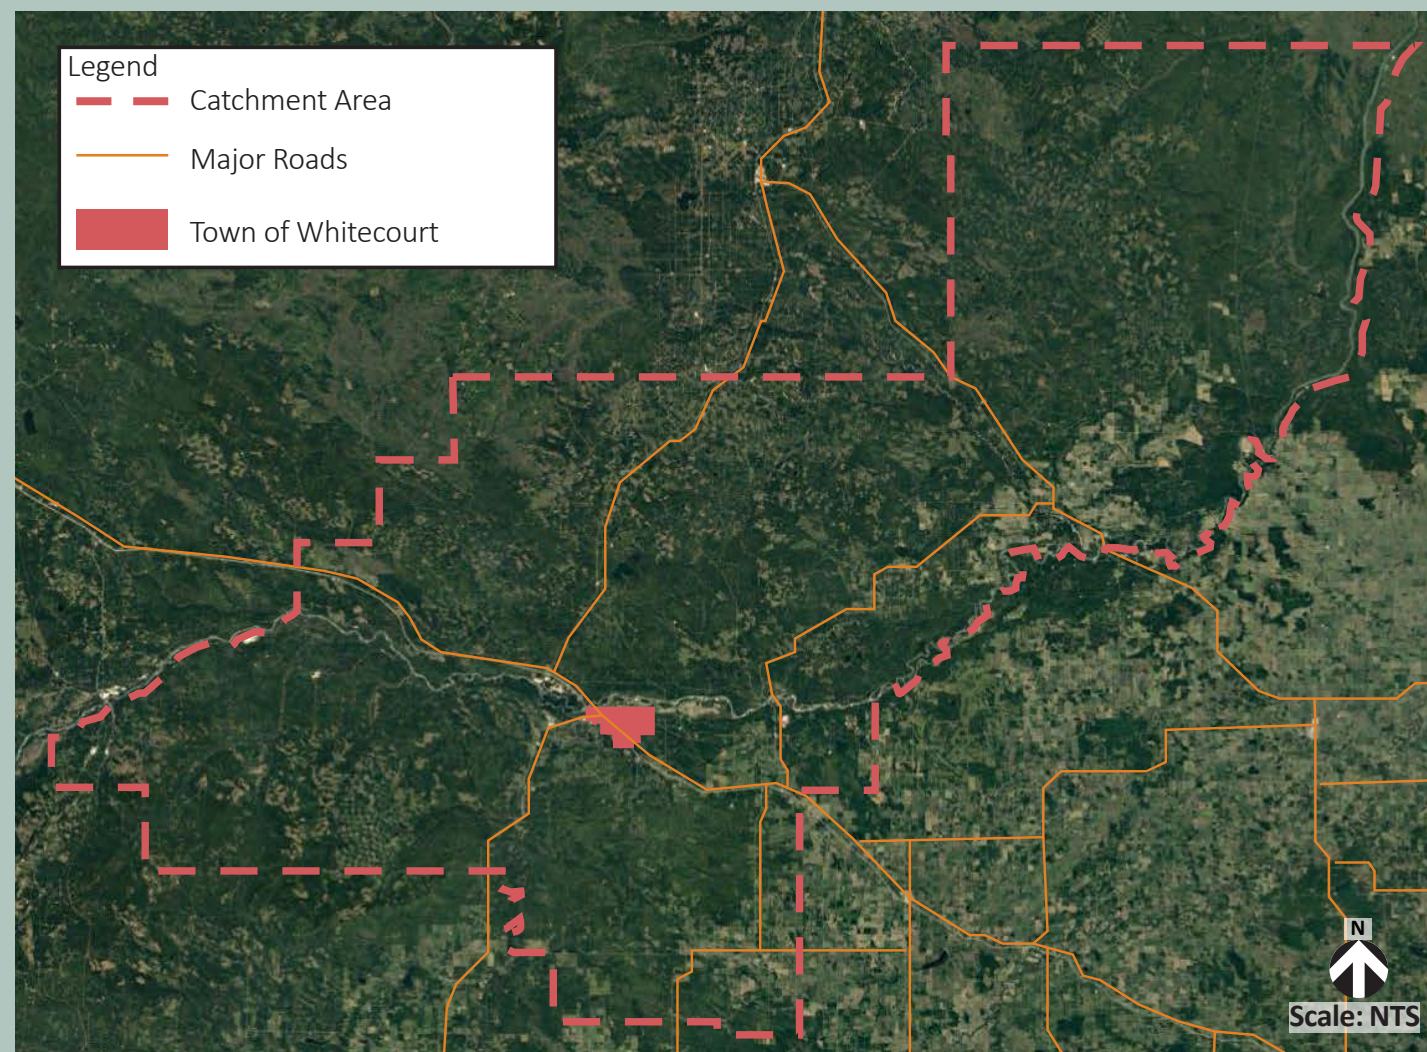 Legend
Catchment Area
Major Roads
Town of Whitecourt
N
Scale: NTS